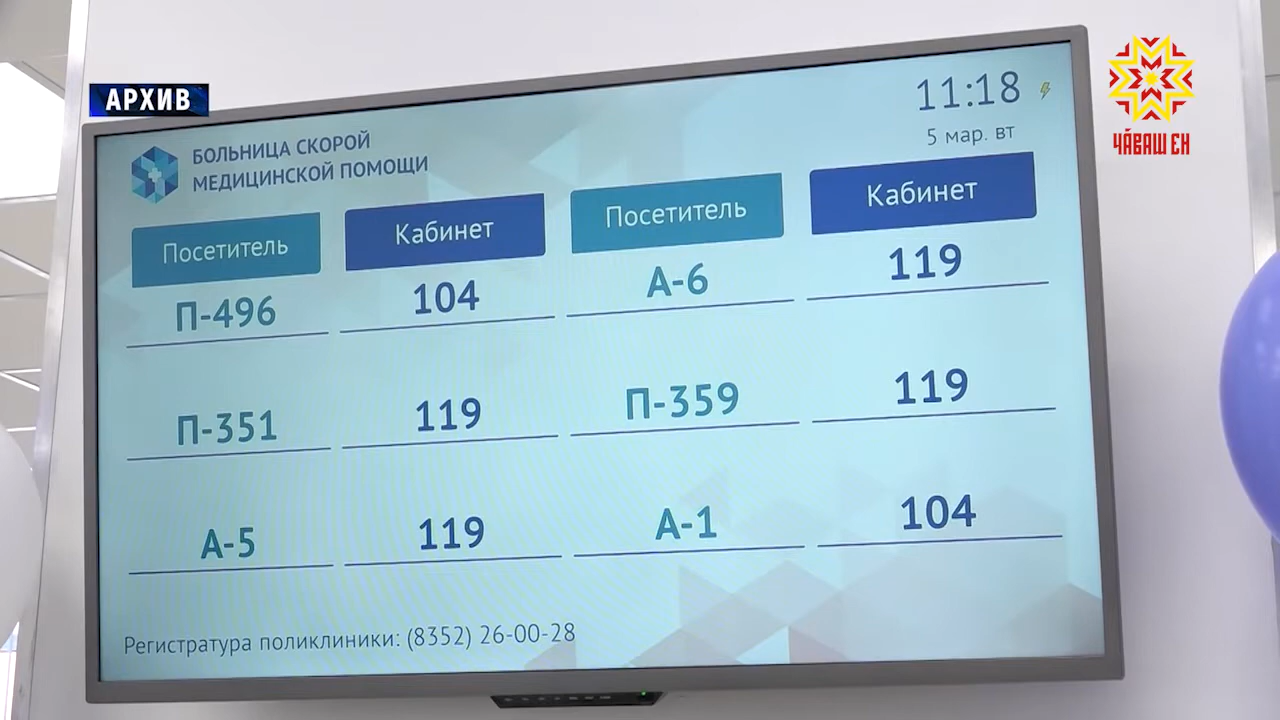 АРХИВ
ЧӐВАШ ЕН
11:18
5 мар. вт
БОЛЬНИЦА СКОРОЙ
МЕДИЦИНСКОЙ ПОМОЩИ
Посетитель Кабинет Посетитель Кабинет
П-496 104 А-6 119
П-351 119 П-359 119
А-5 119 А-1 104
Регистратура поликлиники: (8352) 26-00-28